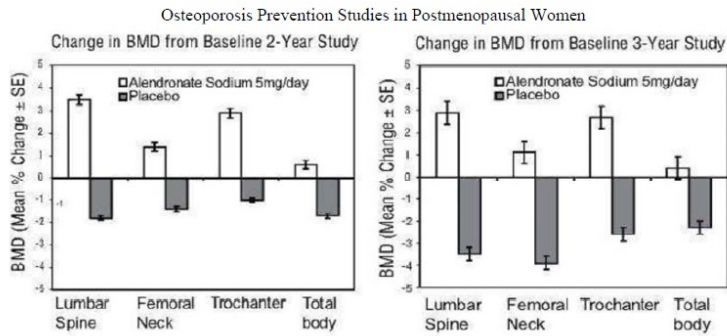 Osteoporosis Prevention Studies in Postmenopausal Women
Change in BMD from Baseline 2-Year Study
5
4
3
2
1
0
-1
-2
-3
-4
-5
BMD (Mean % Change ± SE)
Alendronate Sodium 5mg/day
Placebo
-1
Lumbar Femoral Trochanter Total
Spine Neck body
Change in BMD from Baseline 3-Year Study
5
4
3
2
1
0
-1
-2
-3
-4
-5
BMD (Mean % Change ± SE)
Alendronate Sodium 5mg/day
Placebo
Lumbar Femoral Trochanter Total
Spine Neck body